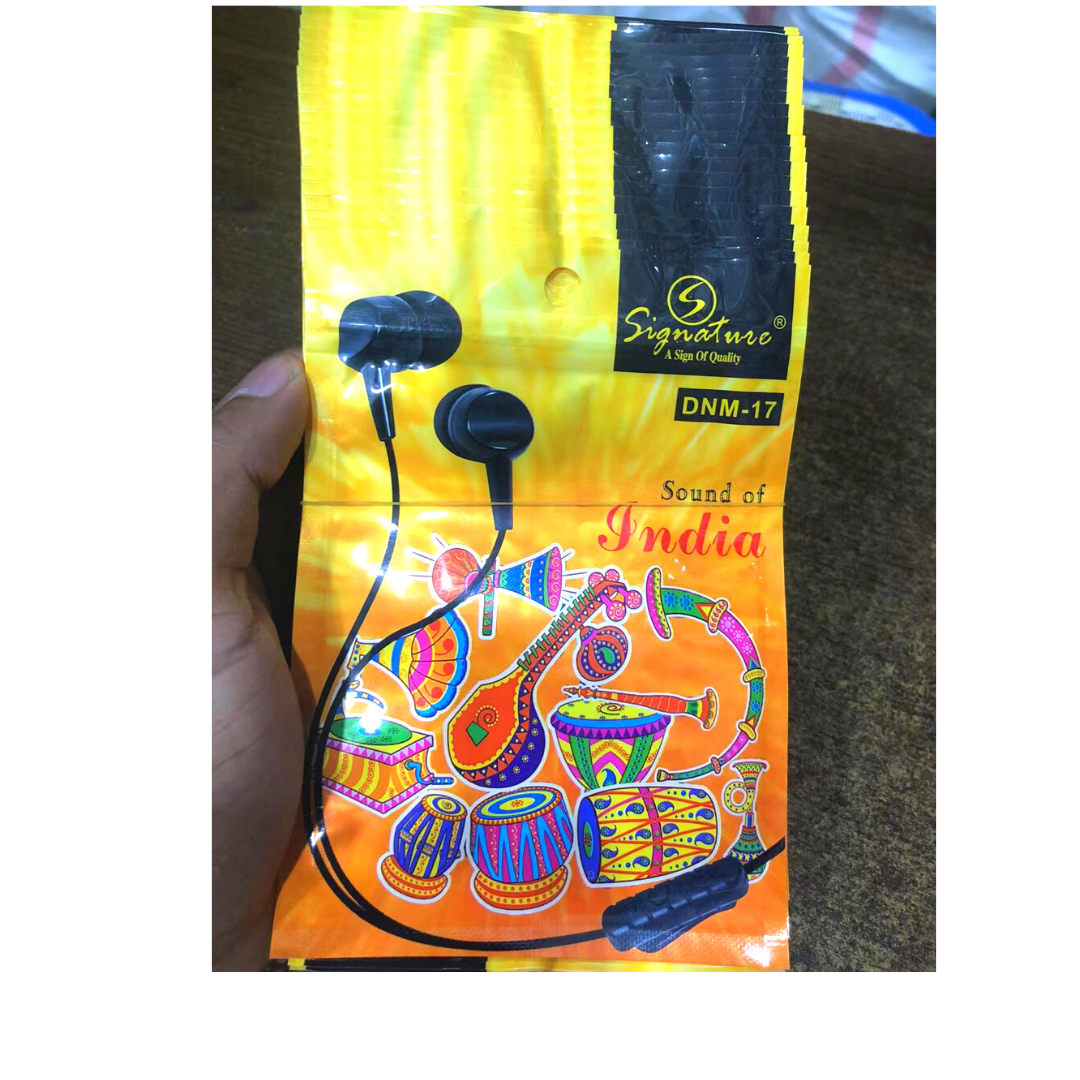 S
Signature®
A Sign Of Quality
DNM-17
Sound of
India